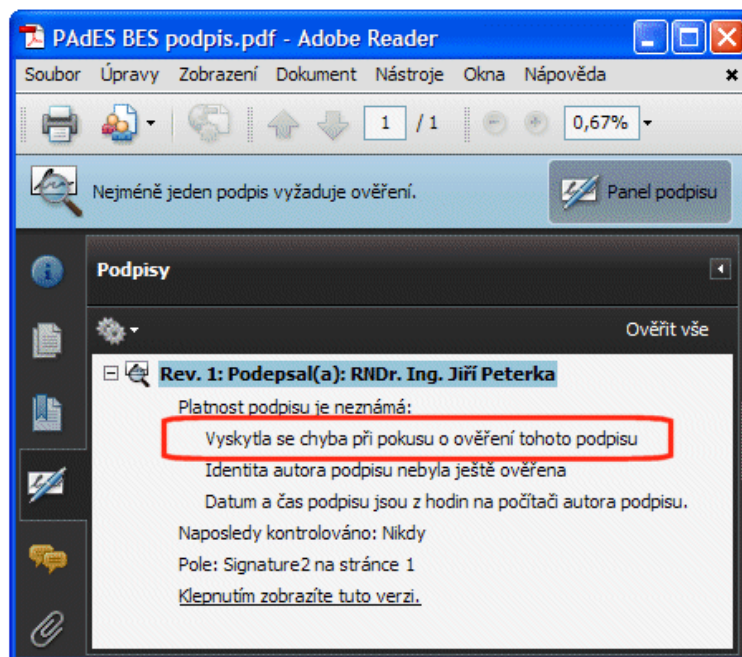 PAdES BES podpis.pdf - Adobe Reader
Soubor Úpravy Zobrazení Dokument Nástroje Okna Nápověda
1 / 1 0,67%
Nejméně jeden podpis vyžaduje ověření. Panel podpisu
Podpisy
Ověřit vše
Rev. 1: Podepsal(a): RNDr. Ing. Jiří Peterka
Platnost podpisu je neznámá:
Vyskytla se chyba při pokusu o ověření tohoto podpisu
Identita autora podpisu nebyla ještě ověřena
Datum a čas podpisu jsou z hodin na počítači autora podpisu.
Naposledy kontrolováno: Nikdy
Pole: Signature2 na stránce 1
Klepnutím zobrazíte tuto verzi.